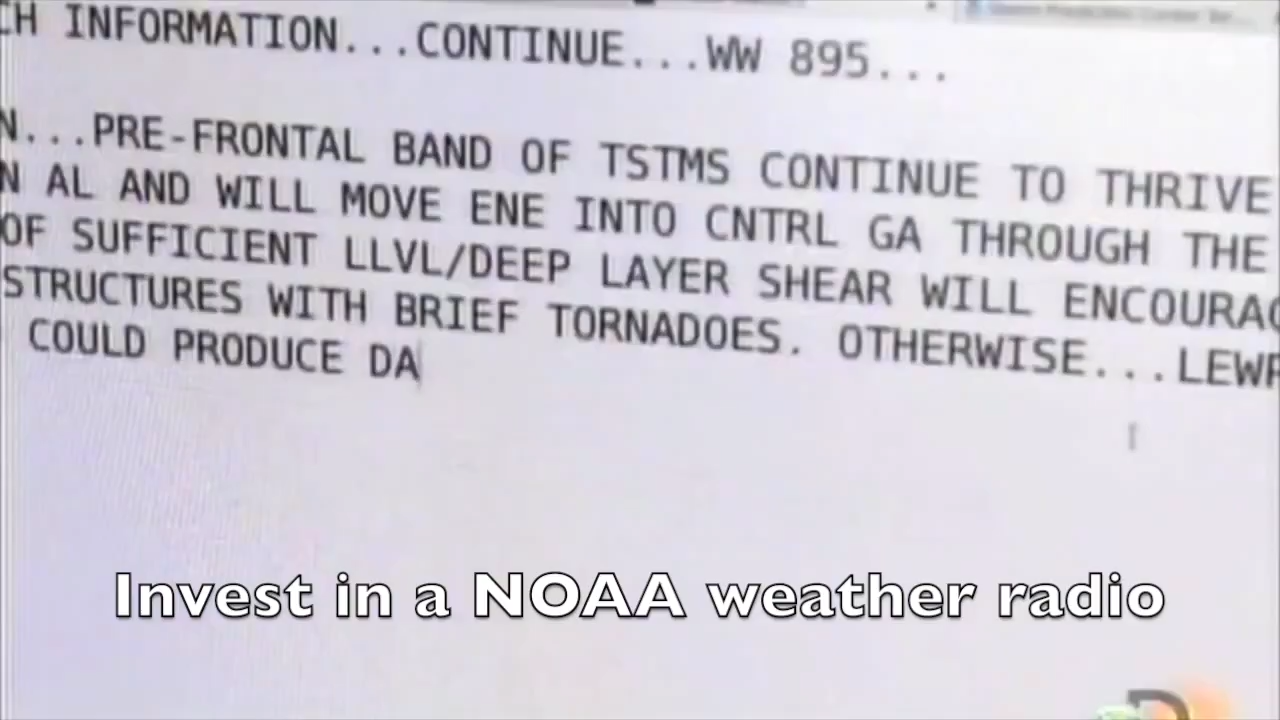 CH INFORMATION...CONTINUE...WW 895...
N...PRE-FRONTAL BAND OF TSTMS CONTINUE TO THRIVE
N AL AND WILL MOVE ENE INTO CNTRL GA THROUGH THE
OF SUFFICIENT LLVL/DEEP LAYER SHEAR WILL ENCOURAG
STRUCTURES WITH BRIEF TORNADOES. OTHERWISE...LEWP
COULD PRODUCE DA
Invest in a NOAA weather radio